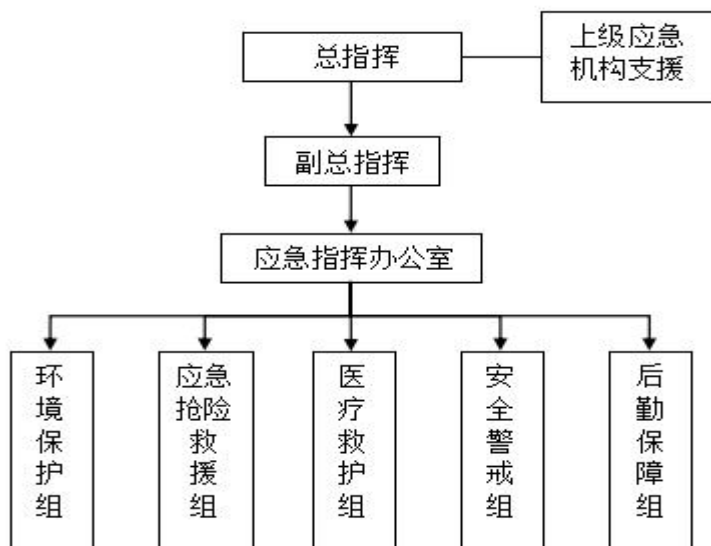 总指挥
上级应急
机构支援
副总指挥
应急指挥办公室
环
境
保
护
组
应急
抢险
救
援
组
医
疗
救
护
组
安
全
警
戒
组
后
勤
保
障
组